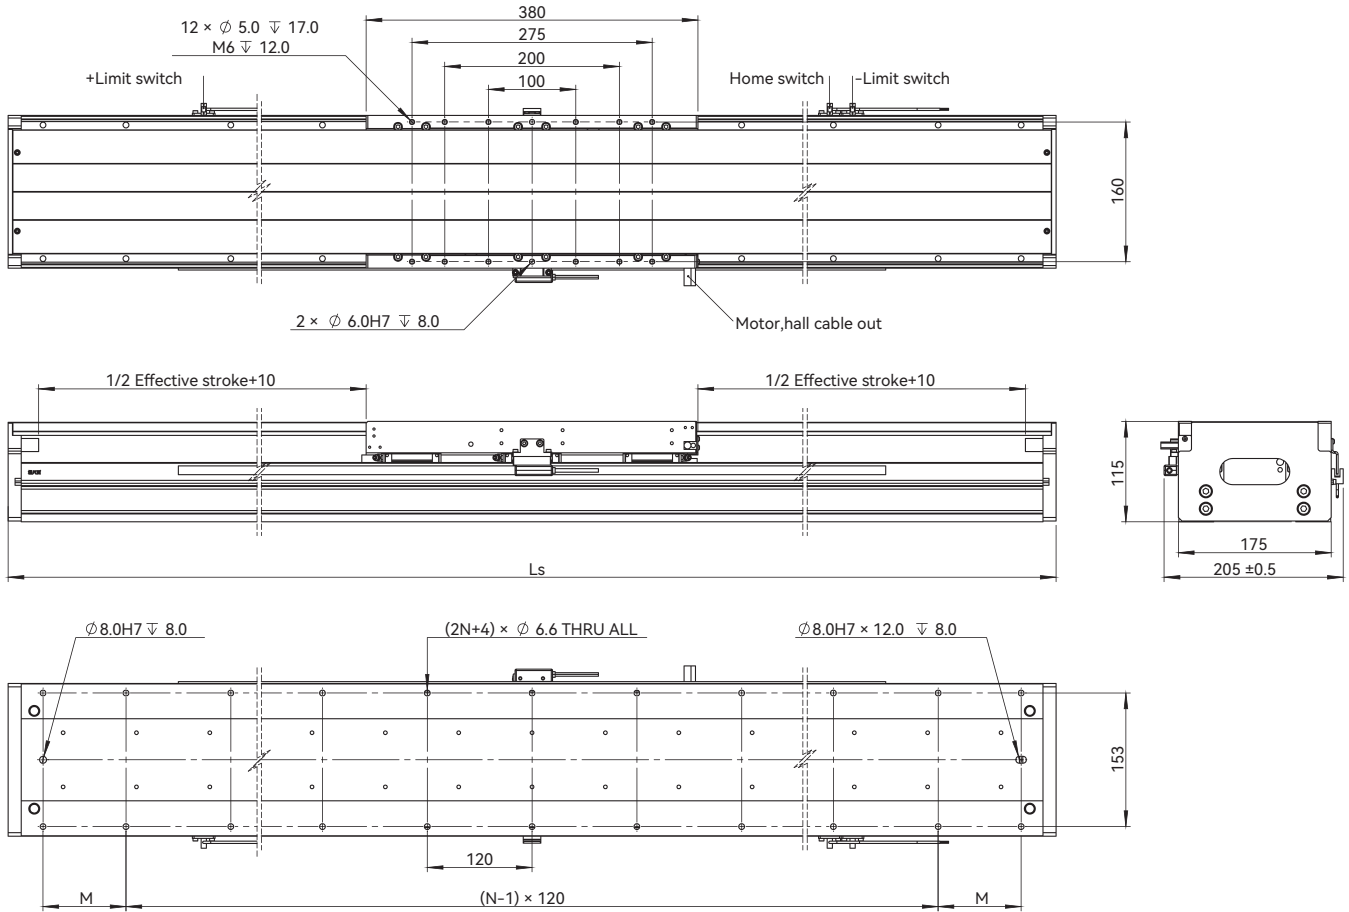 380
12 × ∅ 5.0 ↧ 17.0
275
M6 ↧ 12.0
200
+Limit switch
100
Home switch
-Limit switch
160
2 × ∅ 6.0H7 ↧ 8.0
Motor,hall cable out
1/2 Effective stroke+10
1/2 Effective stroke+10
115
175
Ls
205 ±0.5
∅8.0H7 ↧ 8.0
(2N+4) × ∅ 6.6 THRU ALL
∅8.0H7 × 12.0 ↧ 8.0
153
120
M
(N-1) × 120
M